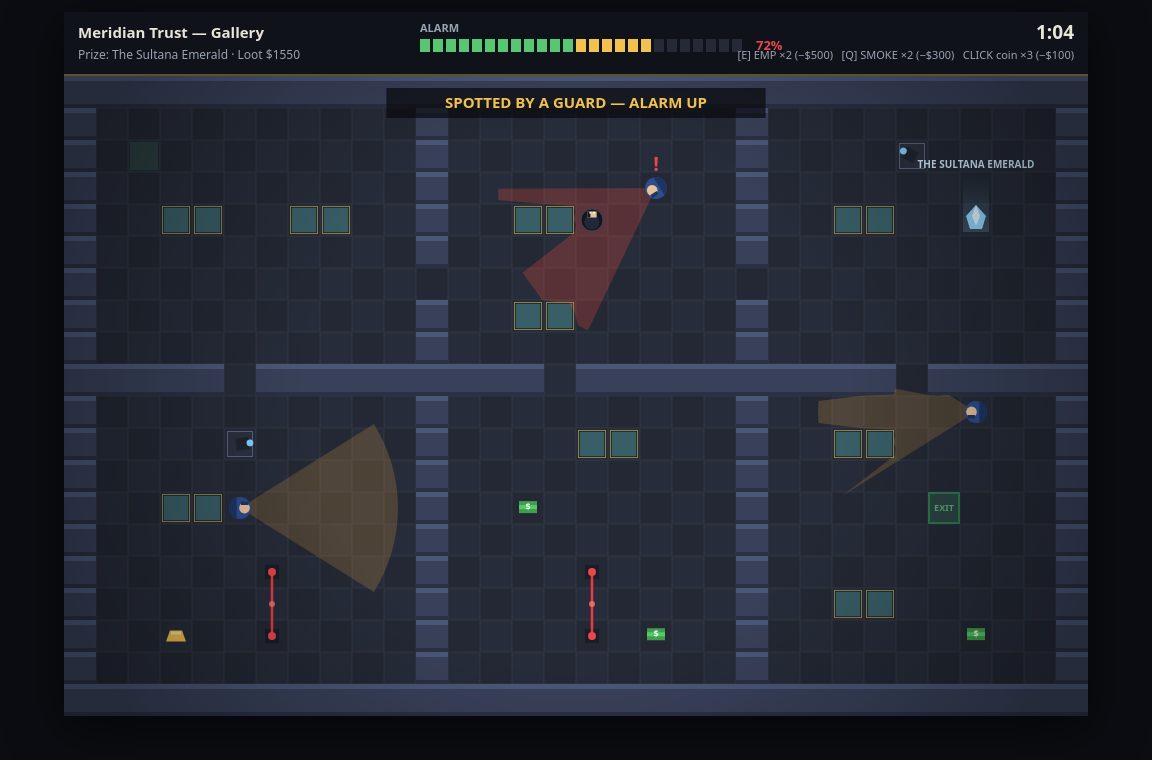 Meridian Trust — Gallery
Prize: The Sultana Emerald · Loot $1550
ALARM
72%
1:04
[E] EMP ×2 (−$500) [Q] SMOKE ×2 (−$300) CLICK coin ×3 (−$100)
SPOTTED BY A GUARD — ALARM UP
!
THE SULTANA EMERALD
$
EXIT
$
$